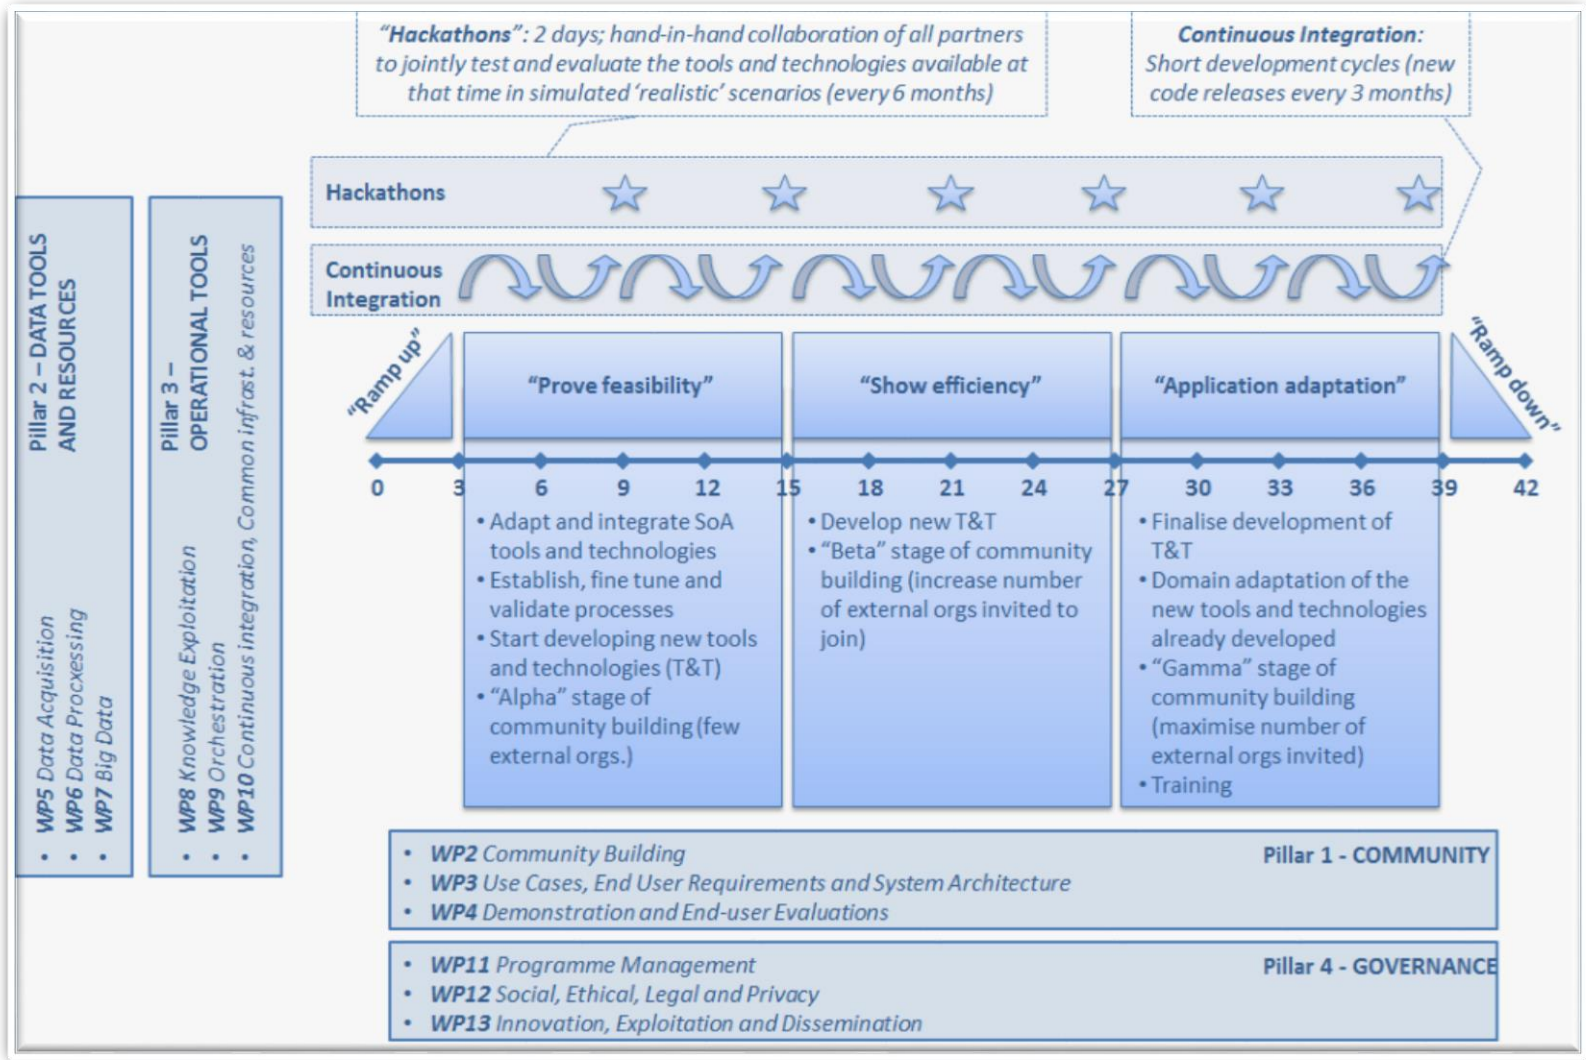 “Hackathons”: 2 days; hand-in-hand collaboration of all partners
to jointly test and evaluate the tools and technologies available at
that time in simulated ‘realistic’ scenarios (every 6 months)
Continuous Integration:
Short development cycles (new
code releases every 3 months)
Hackathons
Continuous
Integration
Pillar 2 – DATA TOOLS
AND RESOURCES
• WP5 Data Acquisition
• WP6 Data Procxessing
• WP7 Big Data
Pillar 3 –
OPERATIONAL TOOLS
• WP8 Knowledge Exploitation
• WP9 Orchestration
• WP10 Continuous integration, Common infrast. & resources
“Ramp up”
“Prove feasibility”
“Show efficiency”
“Application adaptation”
“Ramp down”
0 3 6 9 12 15 18 21 24 27 30 33 36 39 42
• Adapt and integrate SoA
tools and technologies
• Establish, fine tune and
validate processes
• Start developing new tools
and technologies (T&T)
• “Alpha” stage of
community building (few
external orgs.)
• Develop new T&T
• “Beta” stage of community
building (increase number
of external orgs invited to
join)
• Finalise development of
T&T
• Domain adaptation of the
new tools and technologies
already developed
• “Gamma” stage of
community building
(maximise number of
external orgs invited)
• Training
• WP2 Community Building
• WP3 Use Cases, End User Requirements and System Architecture
• WP4 Demonstration and End-user Evaluations
Pillar 1 - COMMUNITY
• WP11 Programme Management
• WP12 Social, Ethical, Legal and Privacy
• WP13 Innovation, Exploitation and Dissemination
Pillar 4 - GOVERNANCE